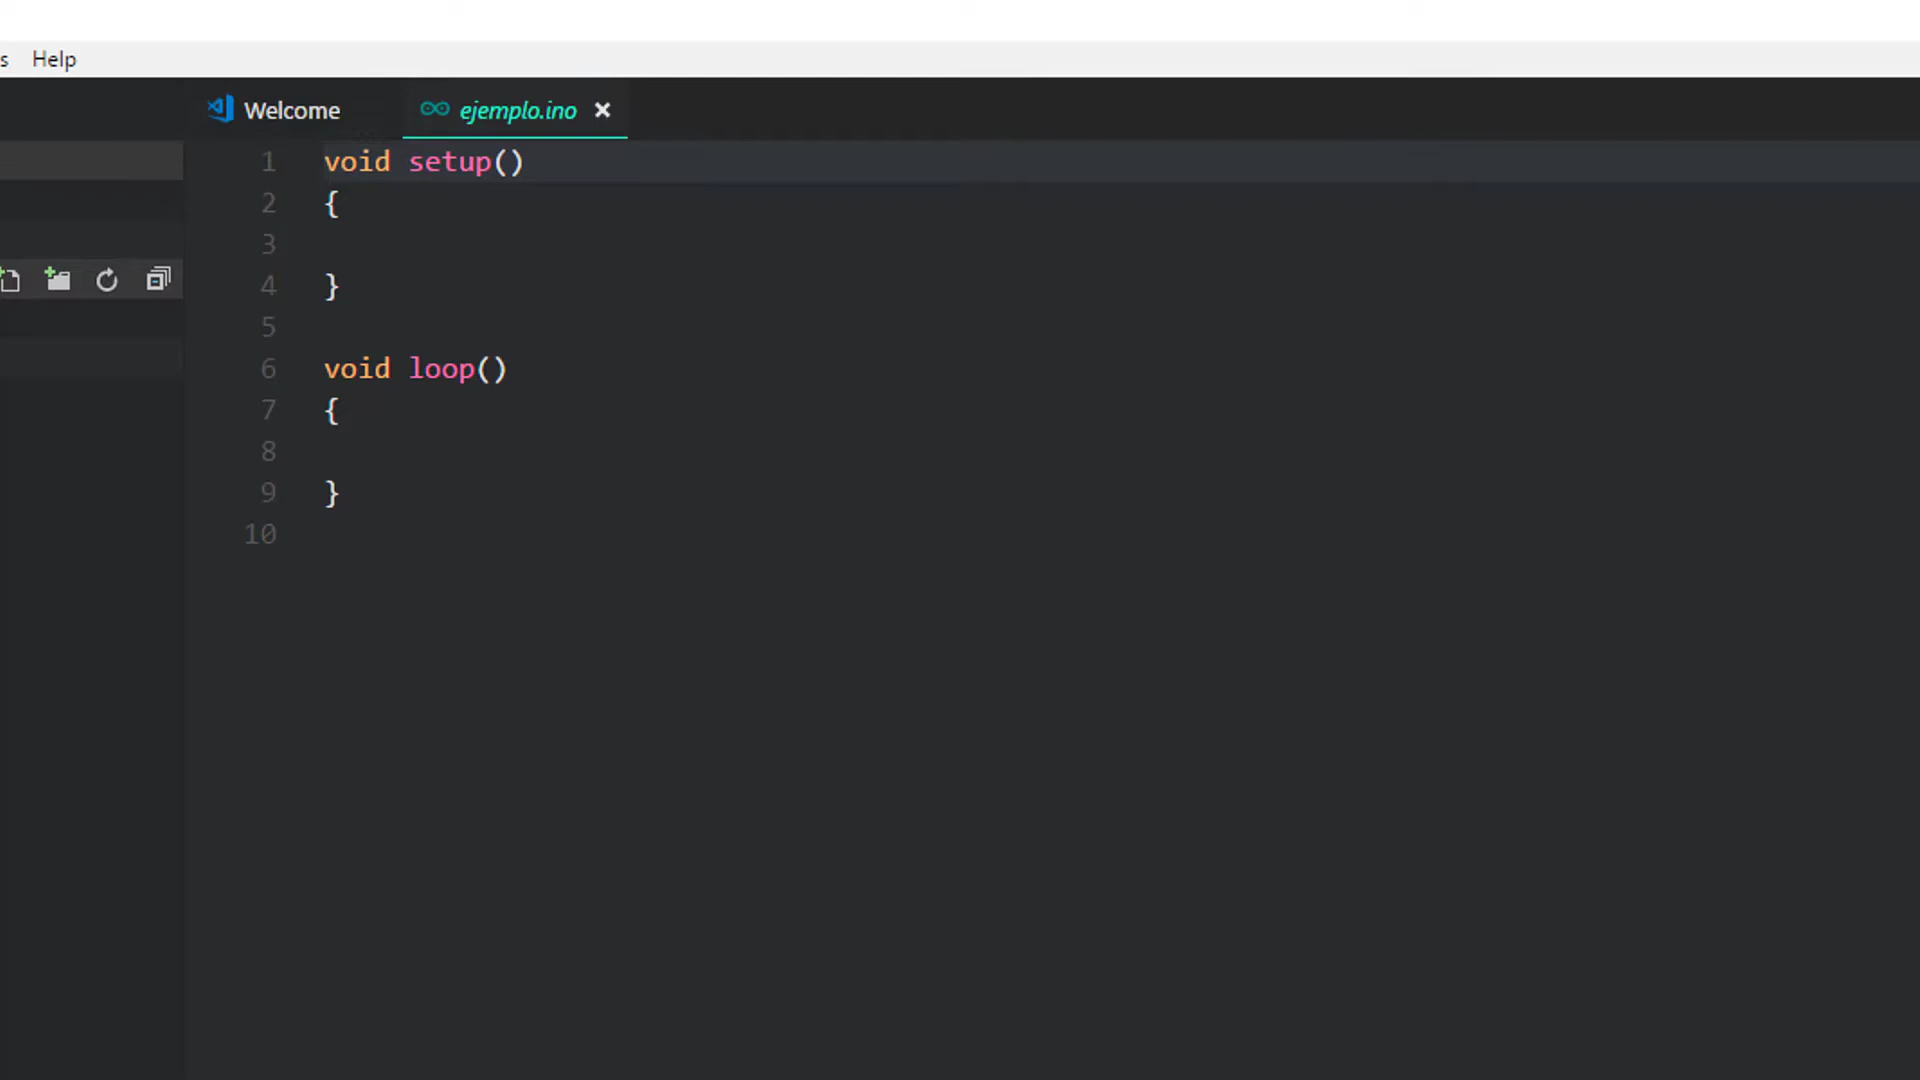 s Help
Welcome ejemplo.ino
1 void setup()
2 {
3
4 }
5
6 void loop()
7 {
8
9 }
10